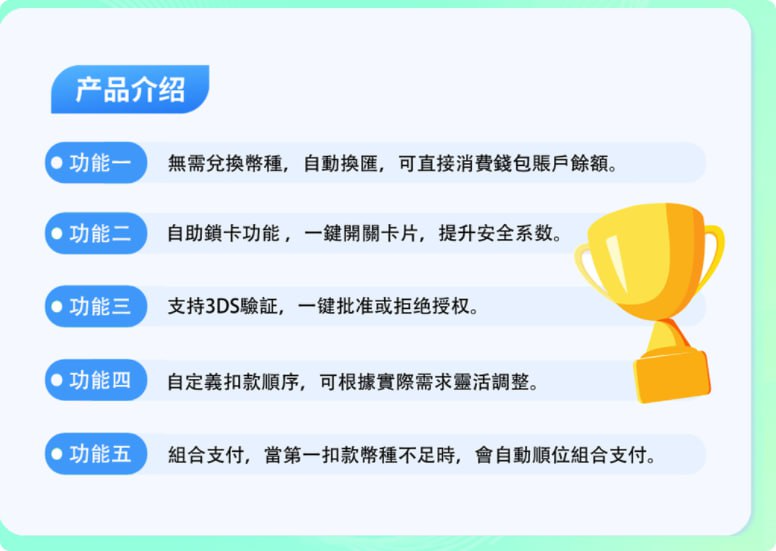 产品介绍
功能一 無需兌換幣種，自動換匯，可直接消費錢包賬戶餘額。
功能二 自助鎖卡功能，一鍵開關卡片，提升安全系数。
功能三 支持3DS驗証，一键批准或拒绝授权。
功能四 自定義扣款順序，可根據實際需求靈活調整。
功能五 組合支付，當第一扣款幣種不足時，會自動順位組合支付。